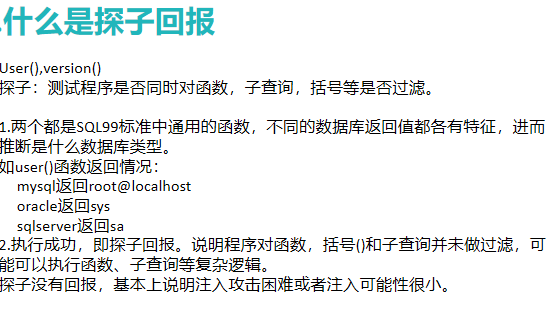 什么是探子回报
User(),version()
探子：测试程序是否同时对函数，子查询，括号等是否过滤。
1.两个都是SQL99标准中通用的函数，不同的数据库返回值都各有特征，进而
推断是什么数据库类型。
如user()函数返回情况：
mysql返回root@localhost
oracle返回sys
sqlserver返回sa
2.执行成功，即探子回报。说明程序对函数，括号()和子查询并未做过滤，可
能可以执行函数、子查询等复杂逻辑。
探子没有回报，基本上说明注入攻击困难或者注入可能性很小。